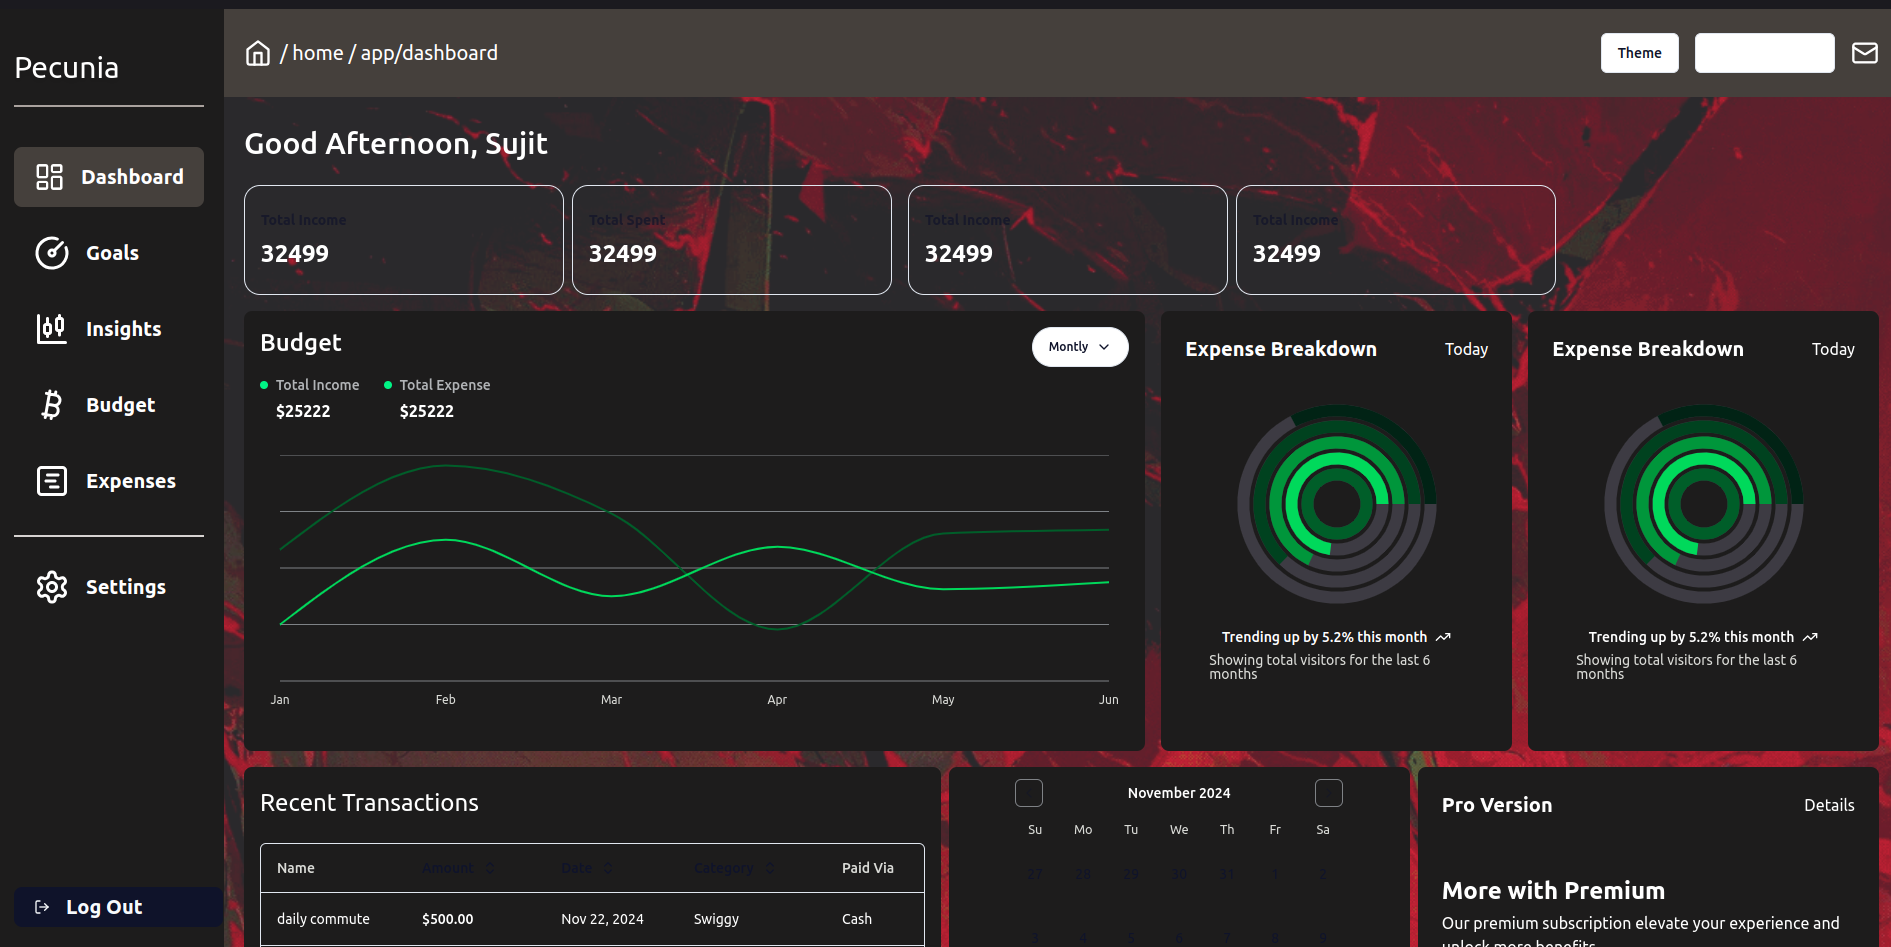 Pecunia
/ home / app/dashboard
Theme
Dashboard
Goals
Insights
Budget
Expenses
Settings
Log Out
Good Afternoon, Sujit
Total Income
32499
Total Spent
32499
Total Income
32499
Total Income
32499
Budget
Montly
Total Income
$25222
Total Expense
$25222
Jan Feb Mar Apr May Jun
Expense Breakdown Today
Trending up by 5.2% this month
Showing total visitors for the last 6
months
Expense Breakdown Today
Trending up by 5.2% this month
Showing total visitors for the last 6
months
Recent Transactions
Name Amount Date Category Paid Via
daily commute $500.00 Nov 22, 2024 Swiggy Cash
November 2024
Su Mo Tu We Th Fr Sa
27 28 29 30 31 1 2
3 4 5 6 7 8 9
Pro Version Details
More with Premium
Our premium subscription elevate your experience and
unlock more benefits